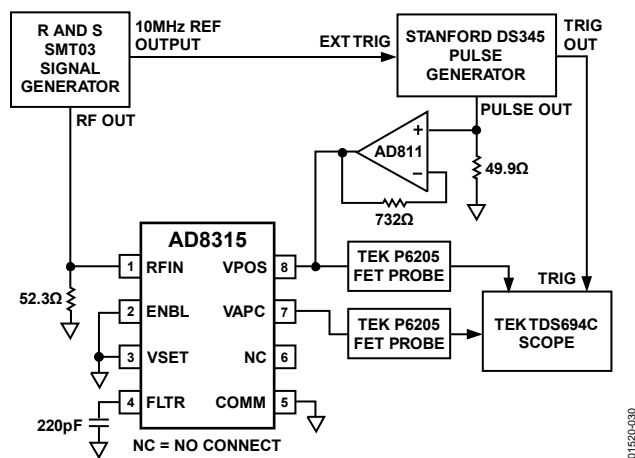 R AND S
SMT03
SIGNAL
GENERATOR
10MHz REF
OUTPUT
EXT TRIG
STANFORD DS345
PULSE
GENERATOR
TRIG
OUT
RF OUT
PULSE OUT
+
AD811
–
49.9Ω
732Ω
AD8315
1 RFIN
VPOS 8
TEK P6205
FET PROBE
TRIG
52.3Ω
2 ENBL
VAPC 7
TEK P6205
FET PROBE
TEK TDS694C
SCOPE
3 VSET
NC 6
4 FLTR
COMM 5
220pF
NC = NO CONNECT
01520-030